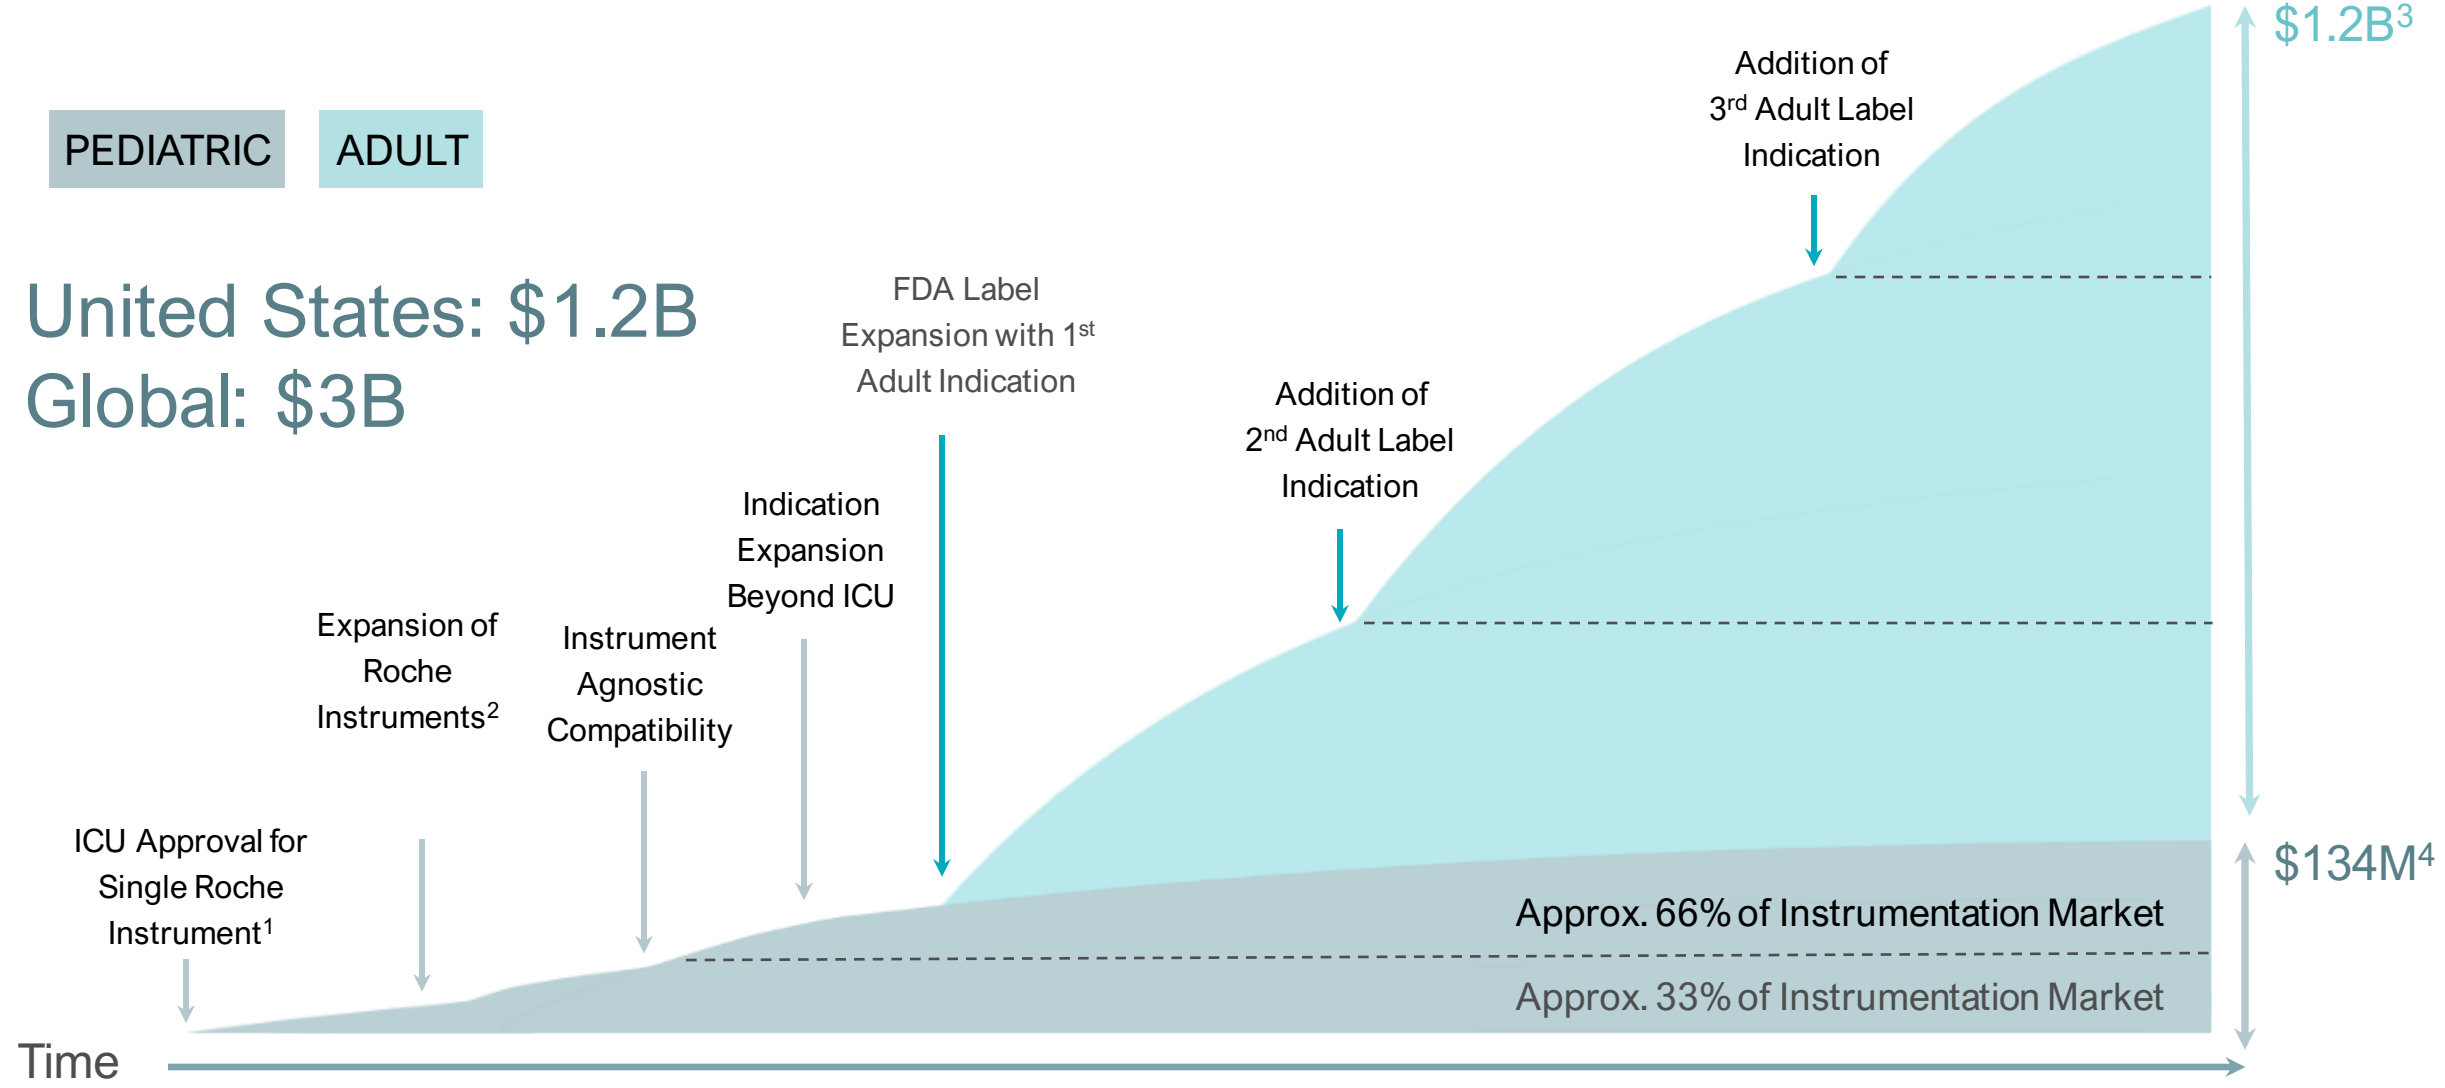 PEDIATRIC
ADULT
United States: $1.2B
Global: $3B
ICU Approval for
Single Roche
Instrument1
Expansion of
Roche
Instruments2
Instrument
Agnostic
Compatibility
Indication
Expansion
Beyond ICU
FDA Label
Expansion with 1st
Adult Indication
Addition of
2nd Adult Label
Indication
Addition of
3rd Adult Label
Indication
$1.2B3
$134M4
Approx. 66% of Instrumentation Market
Approx. 33% of Instrumentation Market
Time